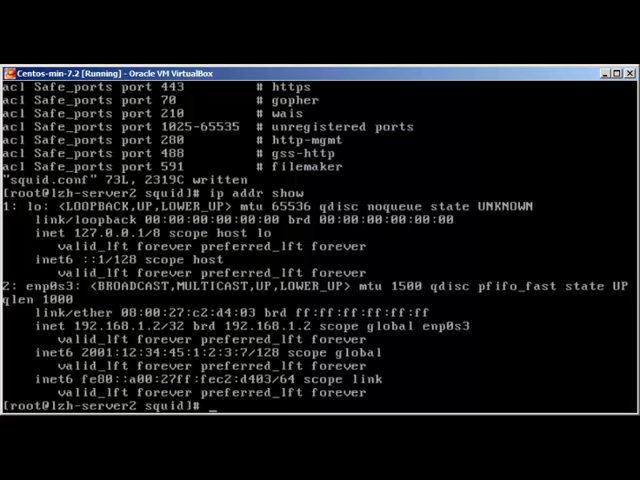 Centos-min-7.2 [Running] - Oracle VM VirtualBox
acl Safe_ports port 443 # https
acl Safe_ports port 70 # gopher
acl Safe_ports port 210 # wais
acl Safe_ports port 1025-65535 # unregistered ports
acl Safe_ports port 280 # http-mgmt
acl Safe_ports port 488 # gss-http
acl Safe_ports port 591 # filemaker
"squid.conf" 73L, 2319C written
[root@lzh-server2 squid]# ip addr show
1: lo: <LOOPBACK,UP,LOWER_UP> mtu 65536 qdisc noqueue state UNKNOWN
link/loopback 00:00:00:00:00:00 brd 00:00:00:00:00:00
inet 127.0.0.1/8 scope host lo
valid_lft forever preferred_lft forever
inet6 ::1/128 scope host
valid_lft forever preferred_lft forever
2: enp0s3: <BROADCAST,MULTICAST,UP,LOWER_UP> mtu 1500 qdisc pfifo_fast state UP
qlen 1000
link/ether 08:00:27:c2:d4:03 brd ff:ff:ff:ff:ff:ff
inet 192.168.1.2/32 brd 192.168.1.2 scope global enp0s3
valid_lft forever preferred_lft forever
inet6 2001:12:34:45:1:2:3:7/128 scope global
valid_lft forever preferred_lft forever
inet6 fe80::a00:27ff:fec2:d403/64 scope link
valid_lft forever preferred_lft forever
[root@lzh-server2 squid]# _